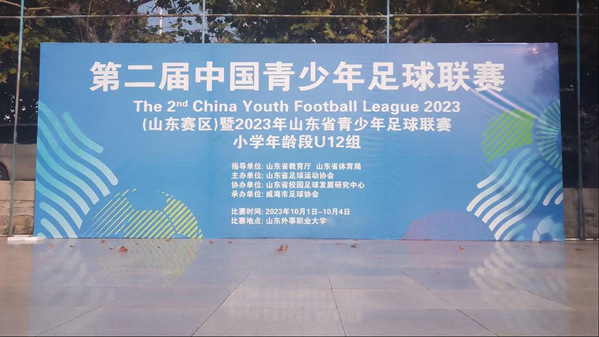 第二届中国青少年足球联赛
The 2nd China Youth Football League 2023
(山东赛区)暨2023年山东省青少年足球联赛
小学年龄段U12组
指导单位: 山东省教育厅 山东省体育局
主办单位: 山东省足球运动协会
协办单位: 山东省校园足球发展研究中心
承办单位: 威海市足球协会
比赛时间: 2023年10月1日-10月4日
比赛地点: 山东外事职业大学